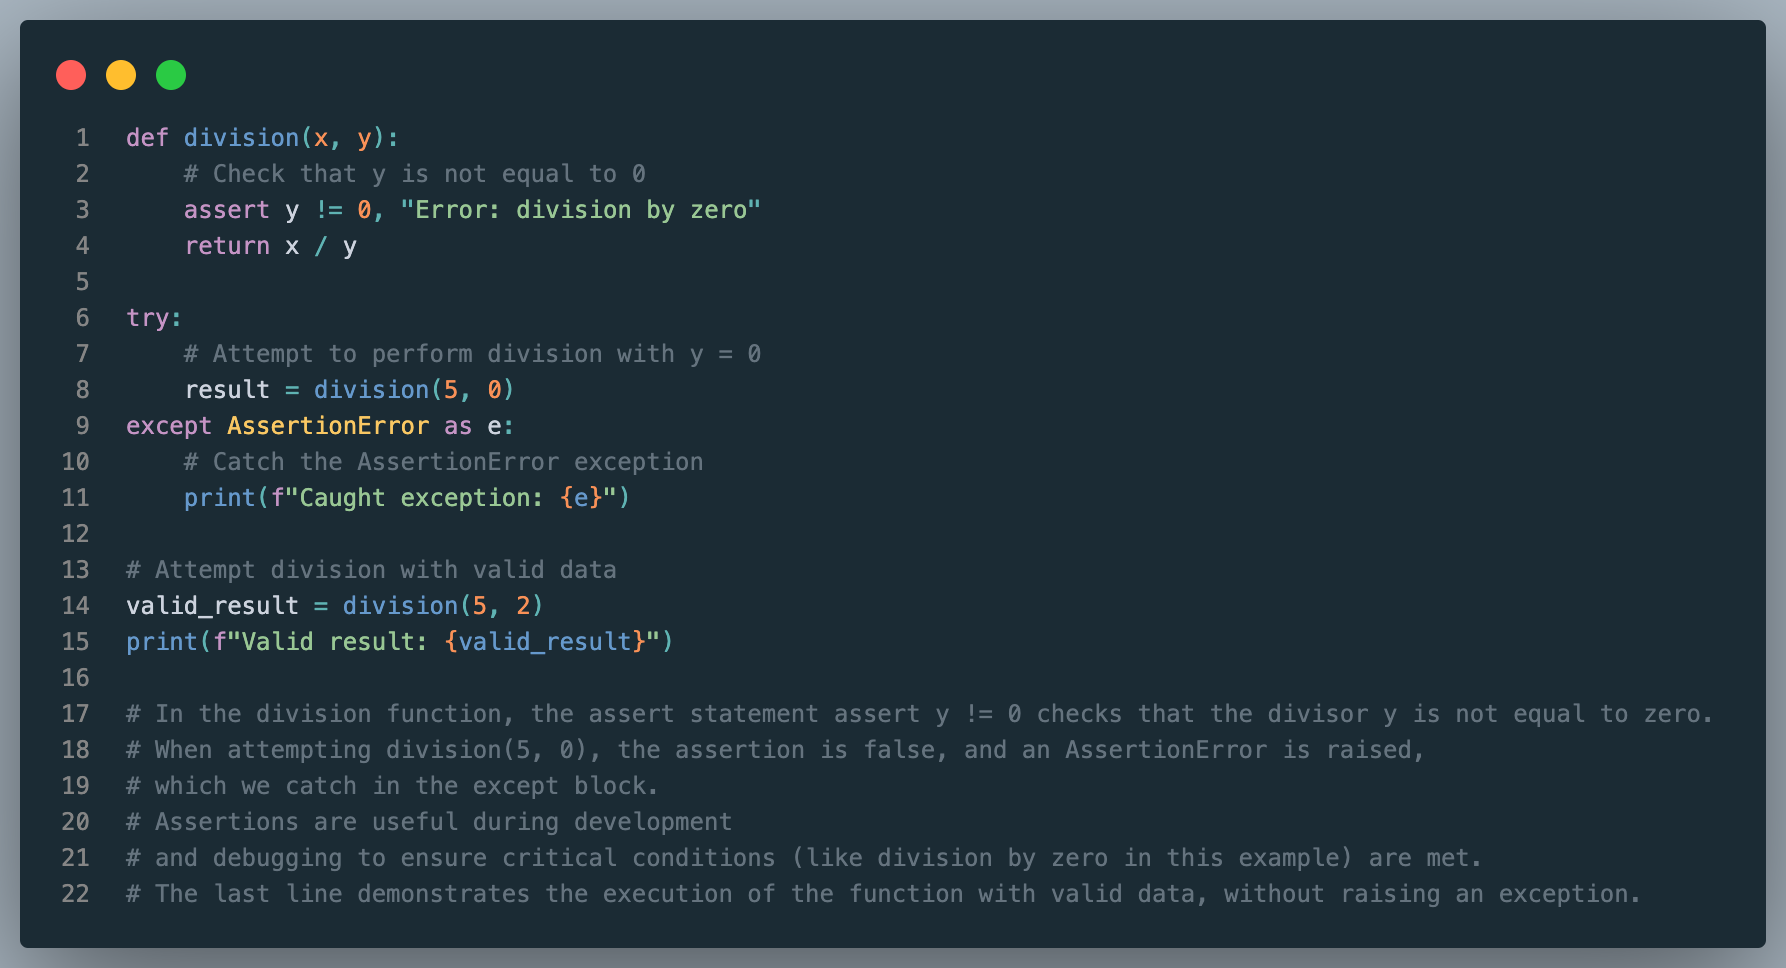 1 def division(x, y):
2     # Check that y is not equal to 0
3     assert y != 0, "Error: division by zero"
4     return x / y
5
6 try:
7     # Attempt to perform division with y = 0
8     result = division(5, 0)
9 except AssertionError as e:
10     # Catch the AssertionError exception
11     print(f"Caught exception: {e}")
12
13 # Attempt division with valid data
14 valid_result = division(5, 2)
15 print(f"Valid result: {valid_result}")
16
17 # In the division function, the assert statement assert y != 0 checks that the divisor y is not equal to zero.
18 # When attempting division(5, 0), the assertion is false, and an AssertionError is raised,
19 # which we catch in the except block.
20 # Assertions are useful during development
21 # and debugging to ensure critical conditions (like division by zero in this example) are met.
22 # The last line demonstrates the execution of the function with valid data, without raising an exception.